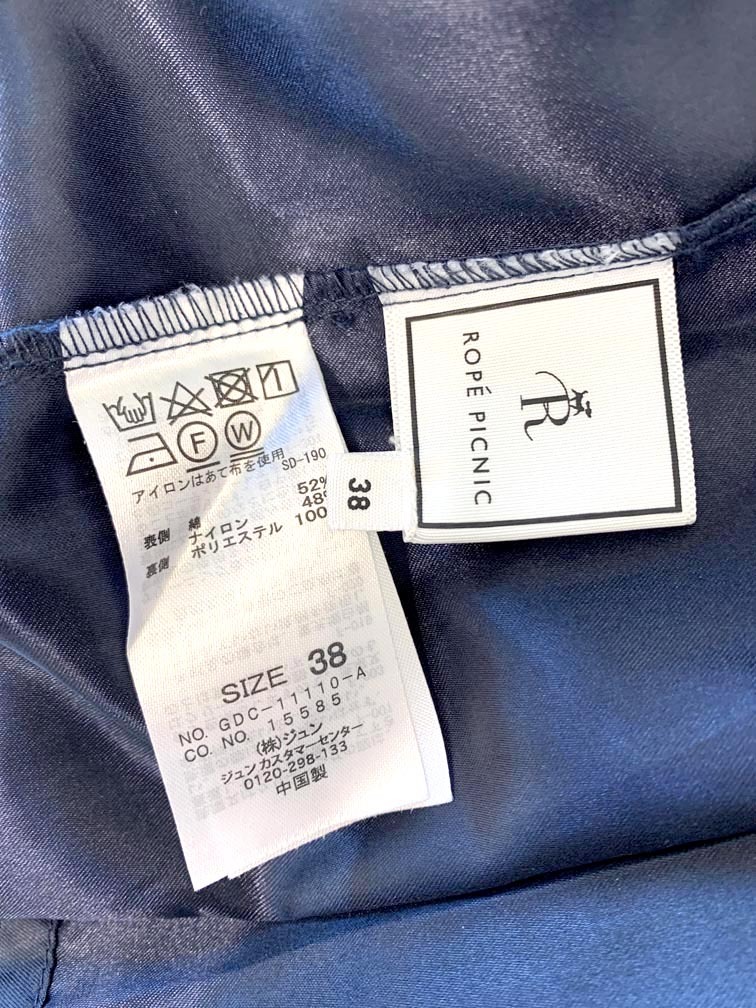 F W
アイロンはあて布を使用 SD-190
表側 綿 52%
ナイロン 48%
裏側 ポリエステル 100
SIZE 38
NO. GDC-11110-A
CO. NO. 15585
(株)ジュン
ジュンカスタマーセンター
0120-298-133
中国製
38
R
ROPÉ PICNIC